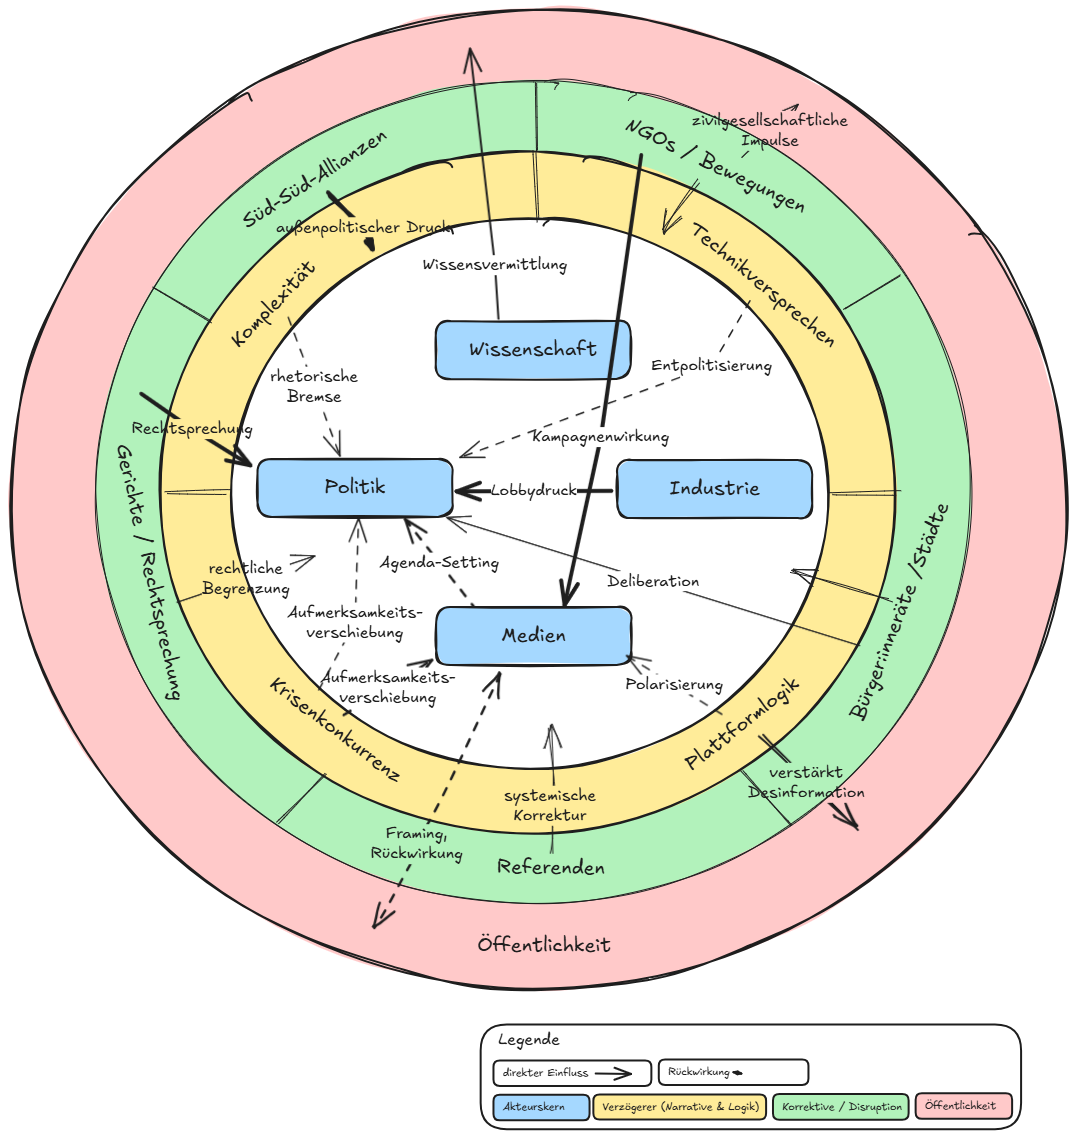 zivilgesellschaftliche
Impulse
NGOs / Bewegungen
Süd-Süd-Allianzen
außenpolitischer Druck
Technikversprechen
Wissensvermittlung
Komplexität
Wissenschaft
Entpolitisierung
rhetorische
Bremse
Rechtsprechung
Kampagnenwirkung
Gerichte / Rechtsprechung
Politik
Lobbydruck
Industrie
Agenda-Setting
rechtliche
Begrenzung
Deliberation
Bürger:innenräte /Städte
Aufmerksamkeits-
verschiebung
Medien
Aufmerksamkeits-
verschiebung
Polarisierung
Krisenkonkurrenz
Plattformlogik
verstärkt
Desinformation
systemische
Korrektur
Framing,
Rückwirkung
Referenden
Öffentlichkeit
Legende
direkter Einfluss
Rückwirkung
Akteurskern
Verzögerer (Narrative & Logik)
Korrektive / Disruption
Öffentlichkeit